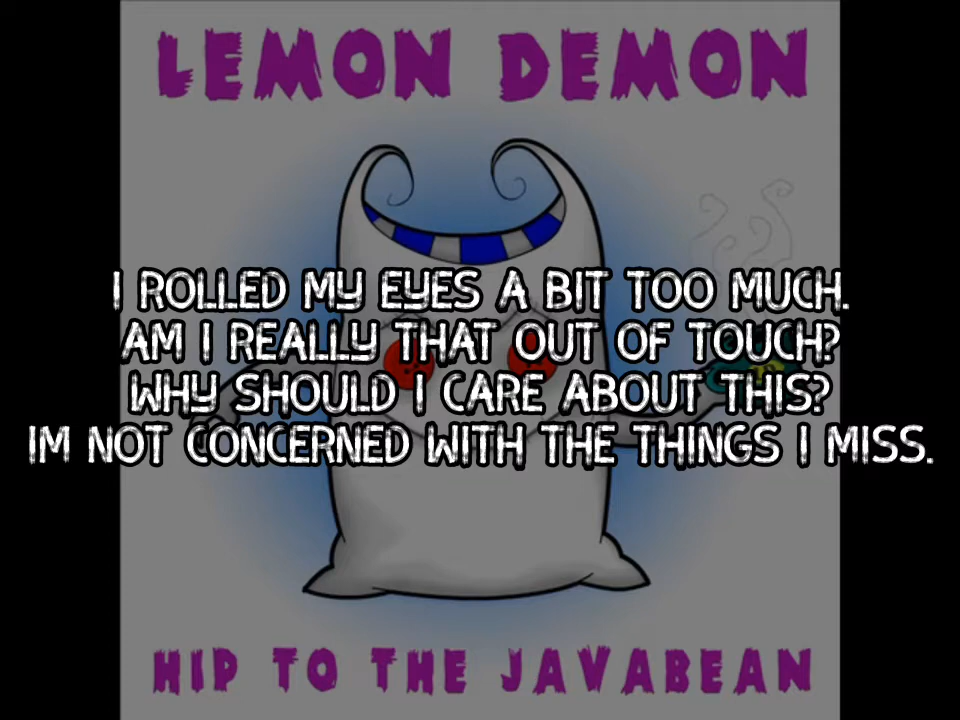 LEMON DEMON
I ROLLED MY EYES A BIT TOO MUCH.
AM I REALLY THAT OUT OF TOUCH?
WHY SHOULD I CARE ABOUT THIS?
IM NOT CONCERNED WITH THE THINGS I MISS.
HIP TO THE JAVABEAN